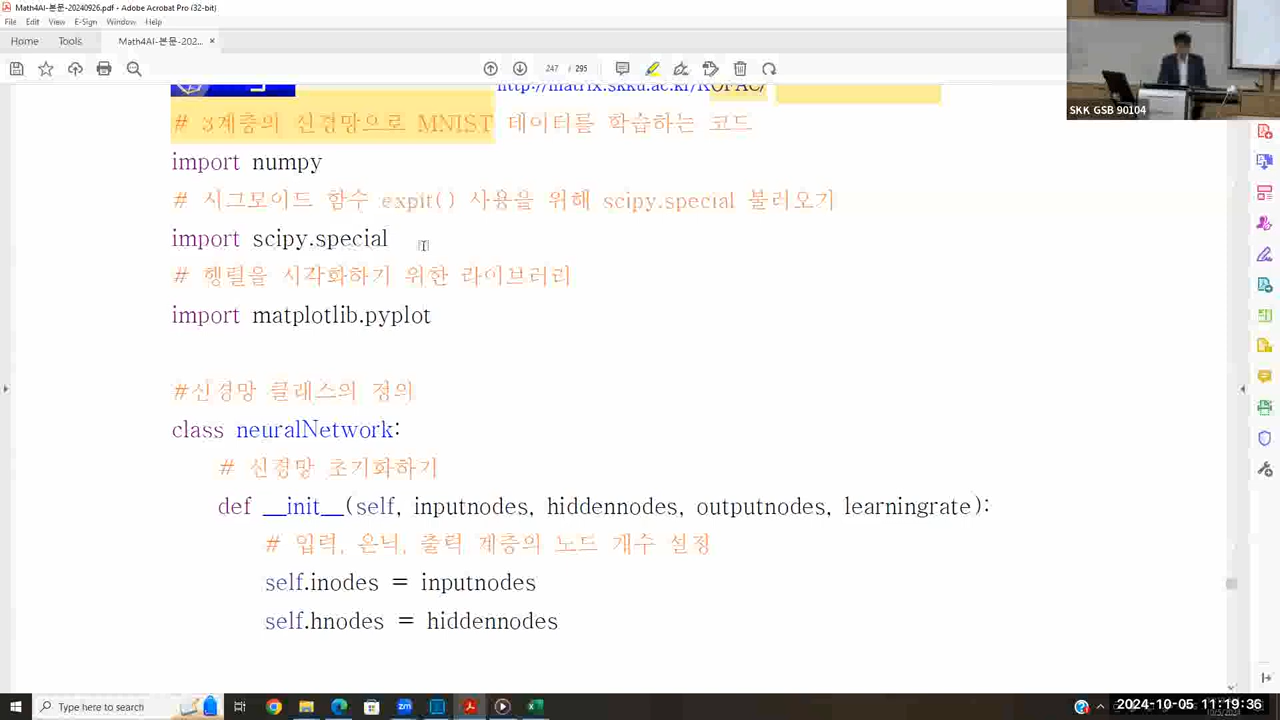 Math4AI-본문-20240926.pdf - Adobe Acrobat Pro (32-bit)
File Edit View E-Sign Window Help
Home Tools Math4AI-본문-202... ×
247 / 295
http://matrix.skku.ac.kr/KOFAC/
# 3계층의 신경망으로 MNIST 데이터를 학습하는 코드
import numpy
# 시그모이드 함수 expit() 사용을 위해 scipy.special 불러오기
import scipy.special
# 행렬을 시각화하기 위한 라이브러리
import matplotlib.pyplot
#신경망 클래스의 정의
class neuralNetwork:
# 신경망 초기화하기
def __init__(self, inputnodes, hiddennodes, outputnodes, learningrate):
# 입력, 은닉, 출력 계층의 노드 개수 설정
self.inodes = inputnodes
self.hnodes = hiddennodes
SKK GSB 90104
Type here to search
2024-10-05 11:19:36